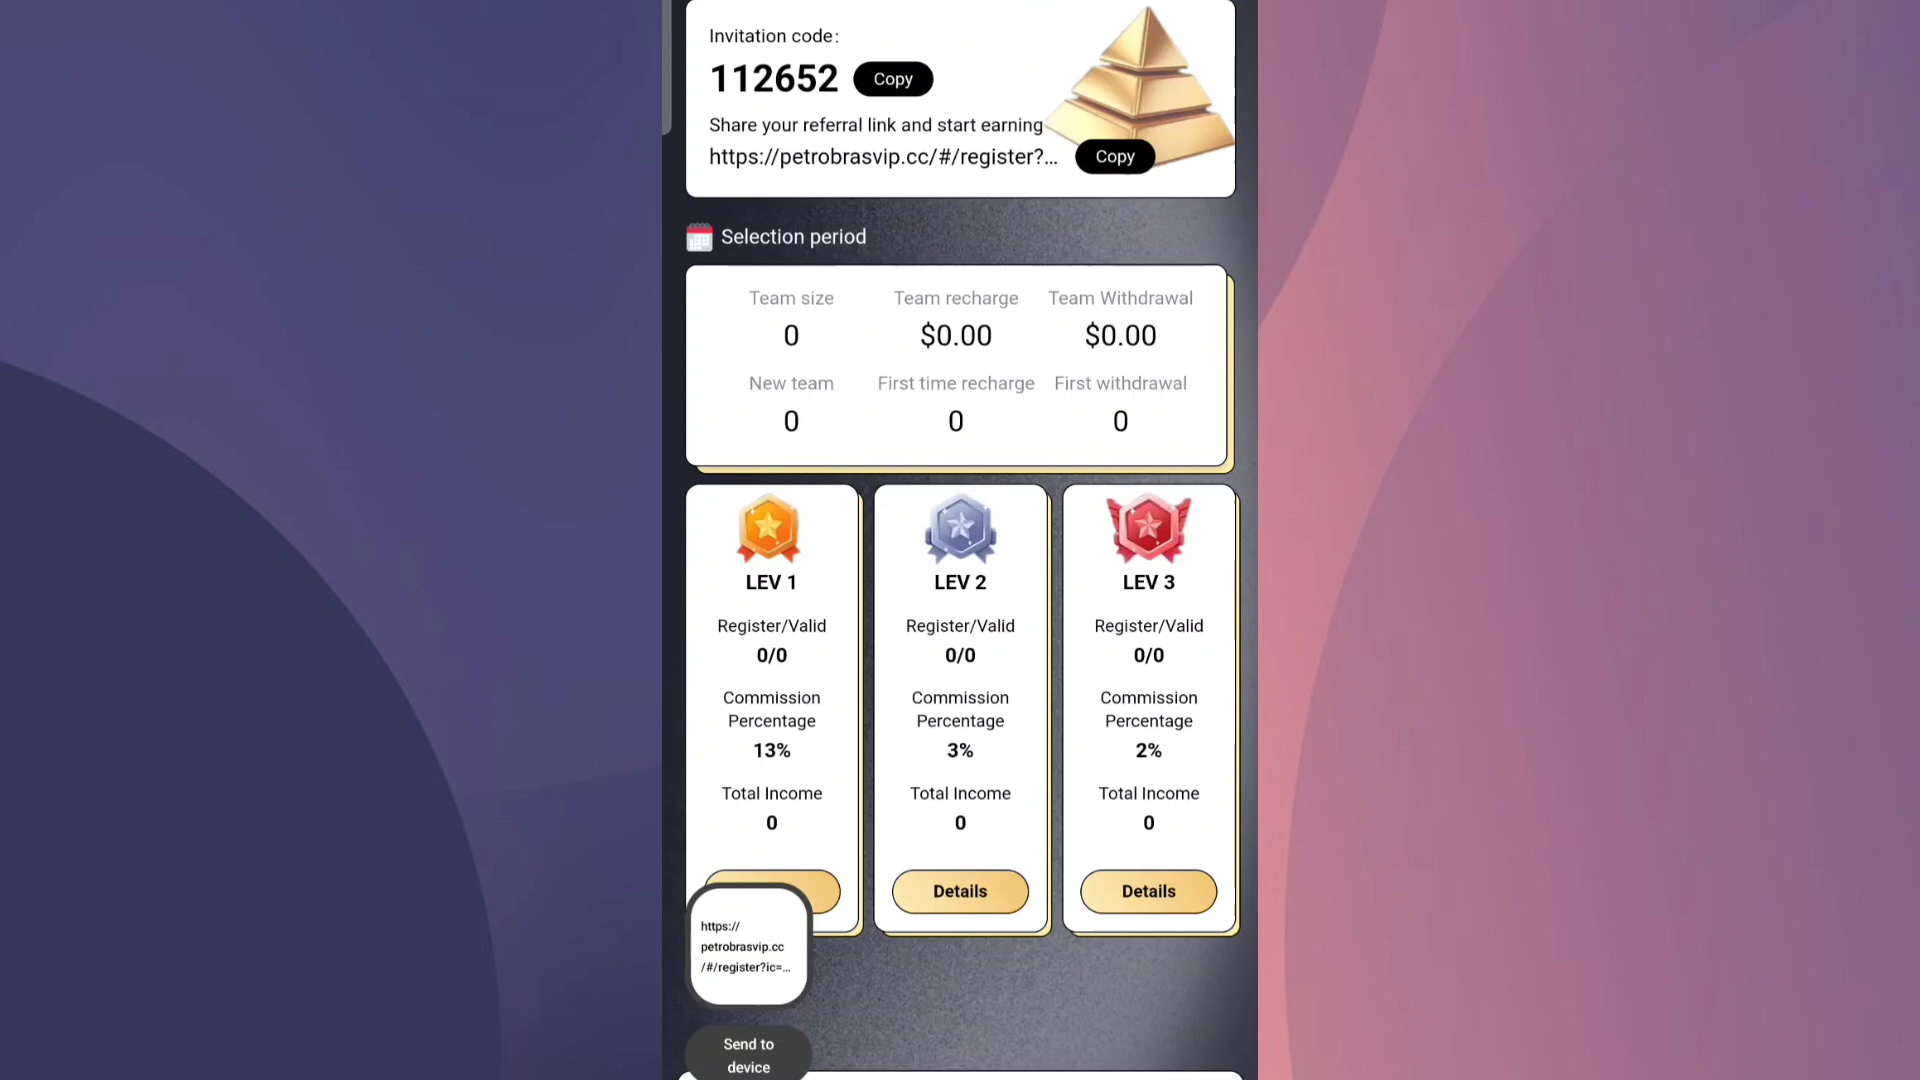 Invitation code:
112652 Copy
Share your referral link and start earning
https://petrobrasvip.cc/#/register?... Copy
Selection period
Team size Team recharge Team Withdrawal
0 $0.00 $0.00
New team First time recharge First withdrawal
0 0 0
LEV 1 LEV 2 LEV 3
Register/Valid Register/Valid Register/Valid
0/0 0/0 0/0
Commission Commission Commission
Percentage Percentage Percentage
13% 3% 2%
Total Income Total Income Total Income
0 0 0
Details Details
https://
petrobrasvip.cc
/#/register?ic=...
Send to
device